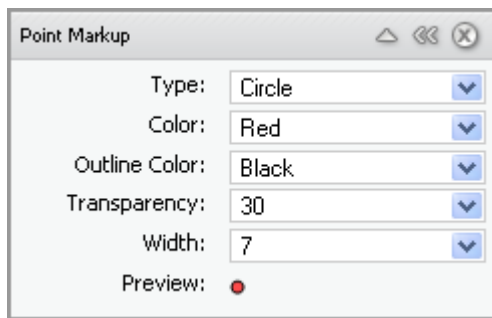 Point Markup
Type: Circle
Color: Red
Outline Color: Black
Transparency: 30
Width: 7
Preview: